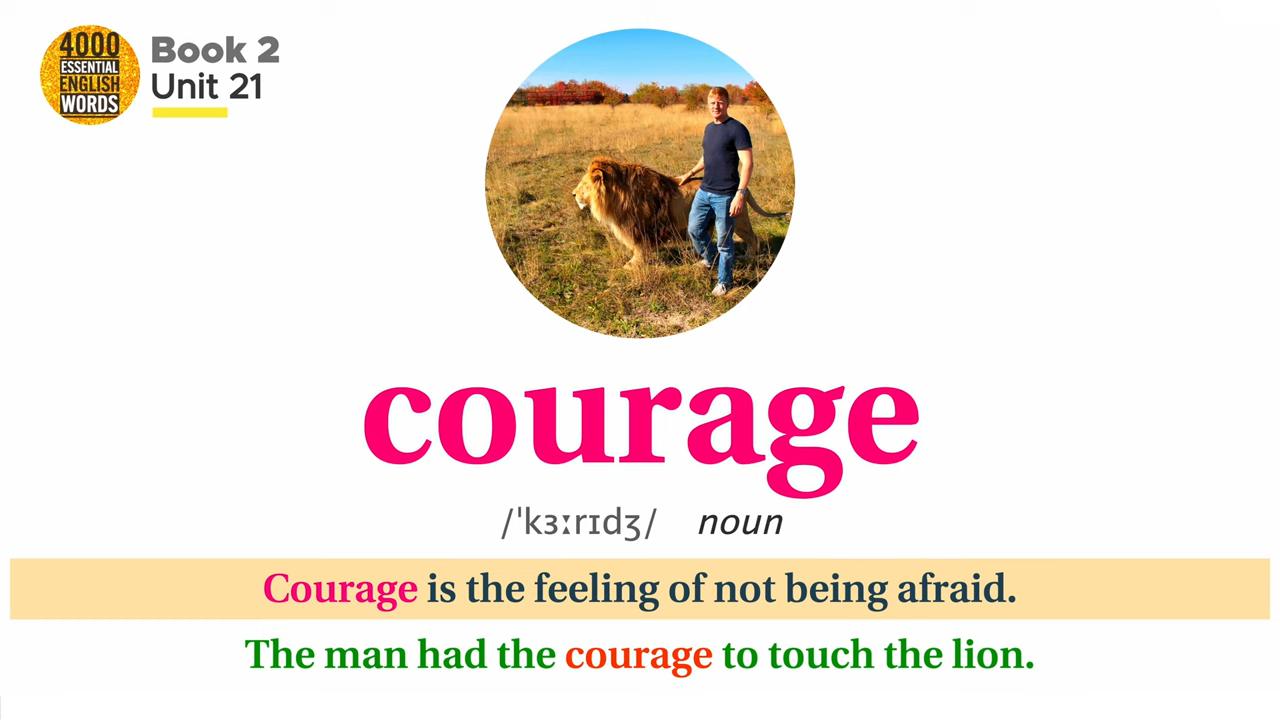 4000
ESSENTIAL
ENGLISH
WORDS
Book 2
Unit 21
courage
/ˈkɜːrɪdʒ/ noun
Courage is the feeling of not being afraid.
The man had the courage to touch the lion.